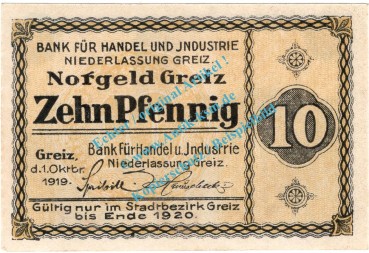 BANK FÜR HANDEL UND JNDUSTRIE
NIEDERLASSUNG GREIZ
Notgeld Greiz
Zehn Pfennig
10
Greiz,
d. 1. Oktbr.
1919.
Bank für Handel u. Jndustrie
Niederlassung Greiz.
Gültig nur im Stadtbezirk Greiz
bis Ende 1920.